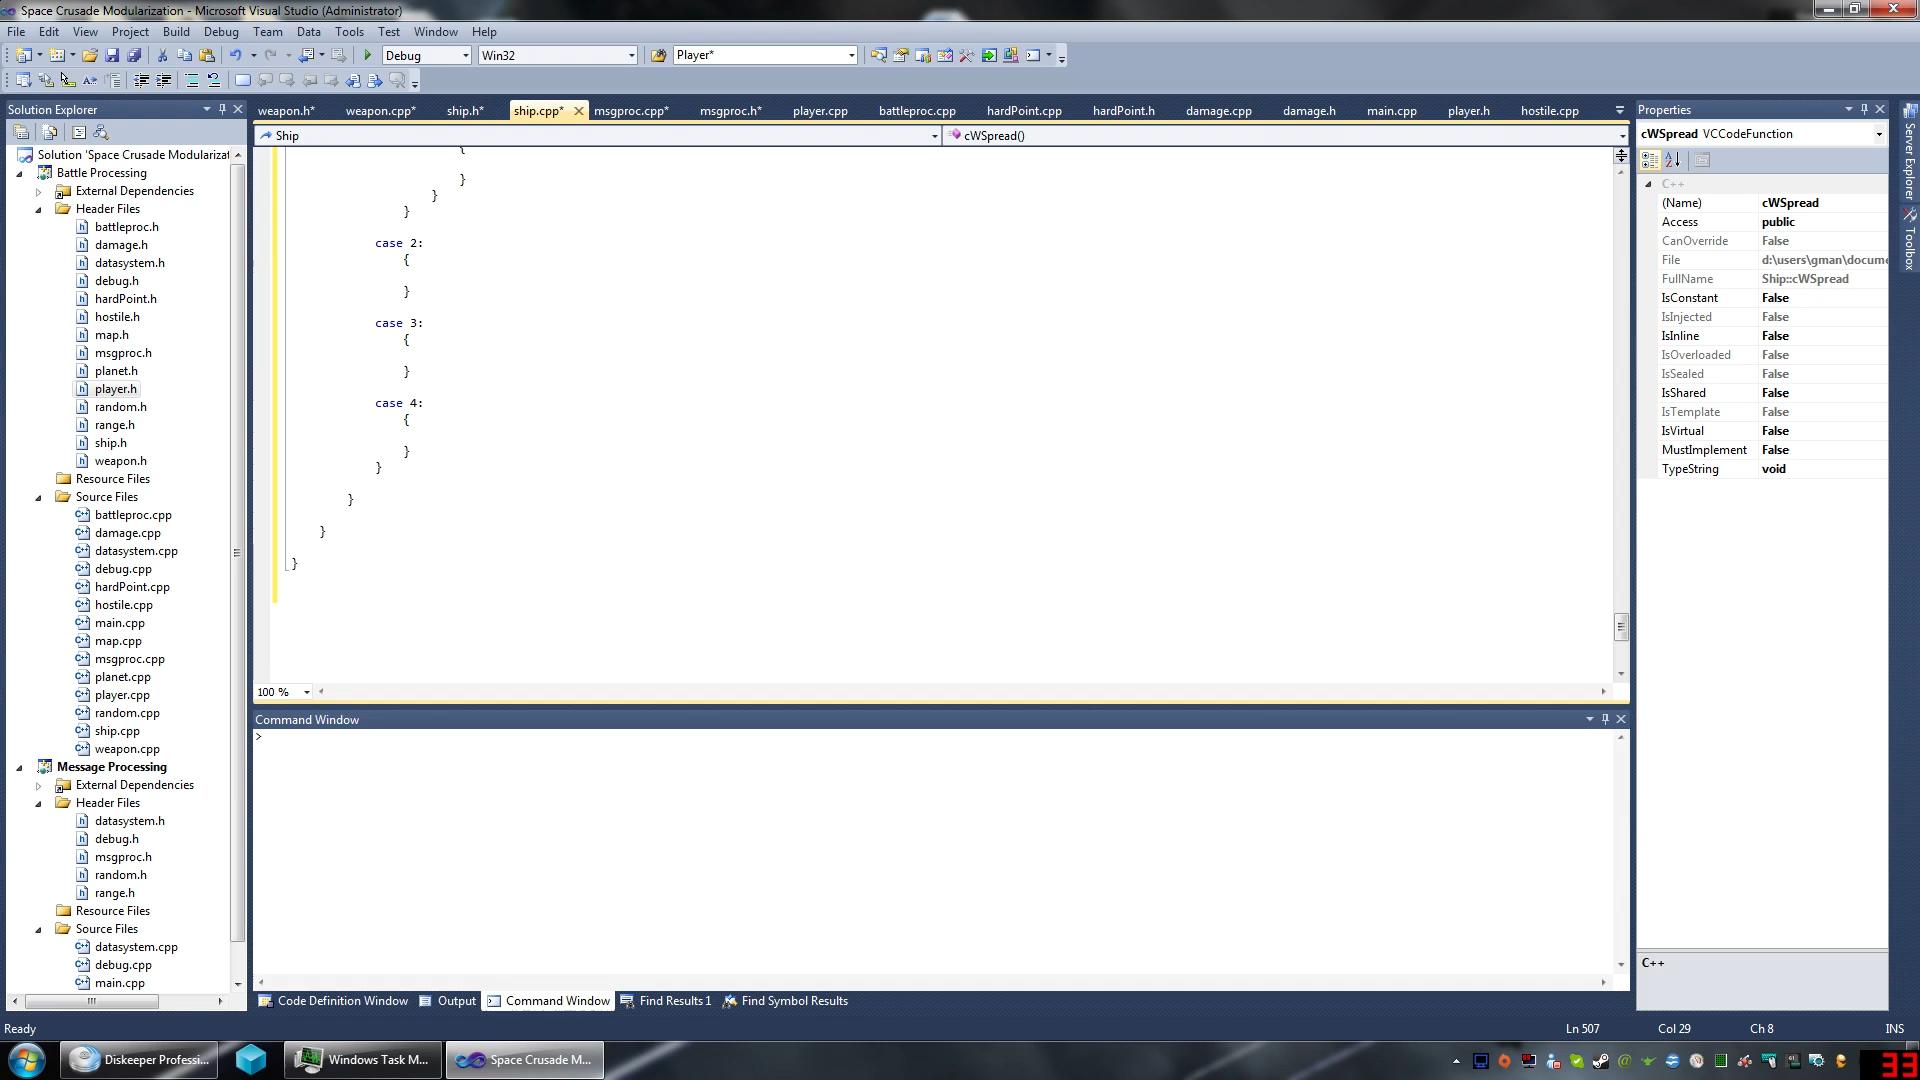 Space Crusade Modularization - Microsoft Visual Studio (Administrator)
File Edit View Project Build Debug Team Data Tools Test Window Help
Debug Win32 Player*
Solution Explorer
Solution 'Space Crusade Modularizat
Battle Processing
External Dependencies
Header Files
battleproc.h
damage.h
datasystem.h
debug.h
hardPoint.h
hostile.h
map.h
msgproc.h
planet.h
player.h
random.h
range.h
ship.h
weapon.h
Resource Files
Source Files
battleproc.cpp
damage.cpp
datasystem.cpp
debug.cpp
hardPoint.cpp
hostile.cpp
main.cpp
map.cpp
msgproc.cpp
planet.cpp
player.cpp
random.cpp
ship.cpp
weapon.cpp
Message Processing
External Dependencies
Header Files
datasystem.h
debug.h
msgproc.h
random.h
range.h
Resource Files
Source Files
datasystem.cpp
debug.cpp
main.cpp
weapon.h* weapon.cpp* ship.h* ship.cpp* msgproc.cpp* msgproc.h* player.cpp battleproc.cpp hardPoint.cpp hardPoint.h damage.cpp damage.h main.cpp player.h hostile.cpp
Ship cWSpread()
{
}
}
}
case 2:
{
}
case 3:
{
}
case 4:
{
}
}
}
}
}
100 %
Command Window
>
Code Definition Window Output Command Window Find Results 1 Find Symbol Results
Properties
cWSpread VCCodeFunction
C++
(Name) cWSpread
Access public
CanOverride False
File d:\users\gman\docume
FullName Ship::cWSpread
IsConstant False
IsInjected False
IsInline False
IsOverloaded False
IsSealed False
IsShared False
IsTemplate False
IsVirtual False
MustImplement False
TypeString void
C++
Server Explorer
Toolbox
Ready Ln 507 Col 29 Ch 8 INS
Diskeeper Professi... Windows Task M... Space Crusade M... 33